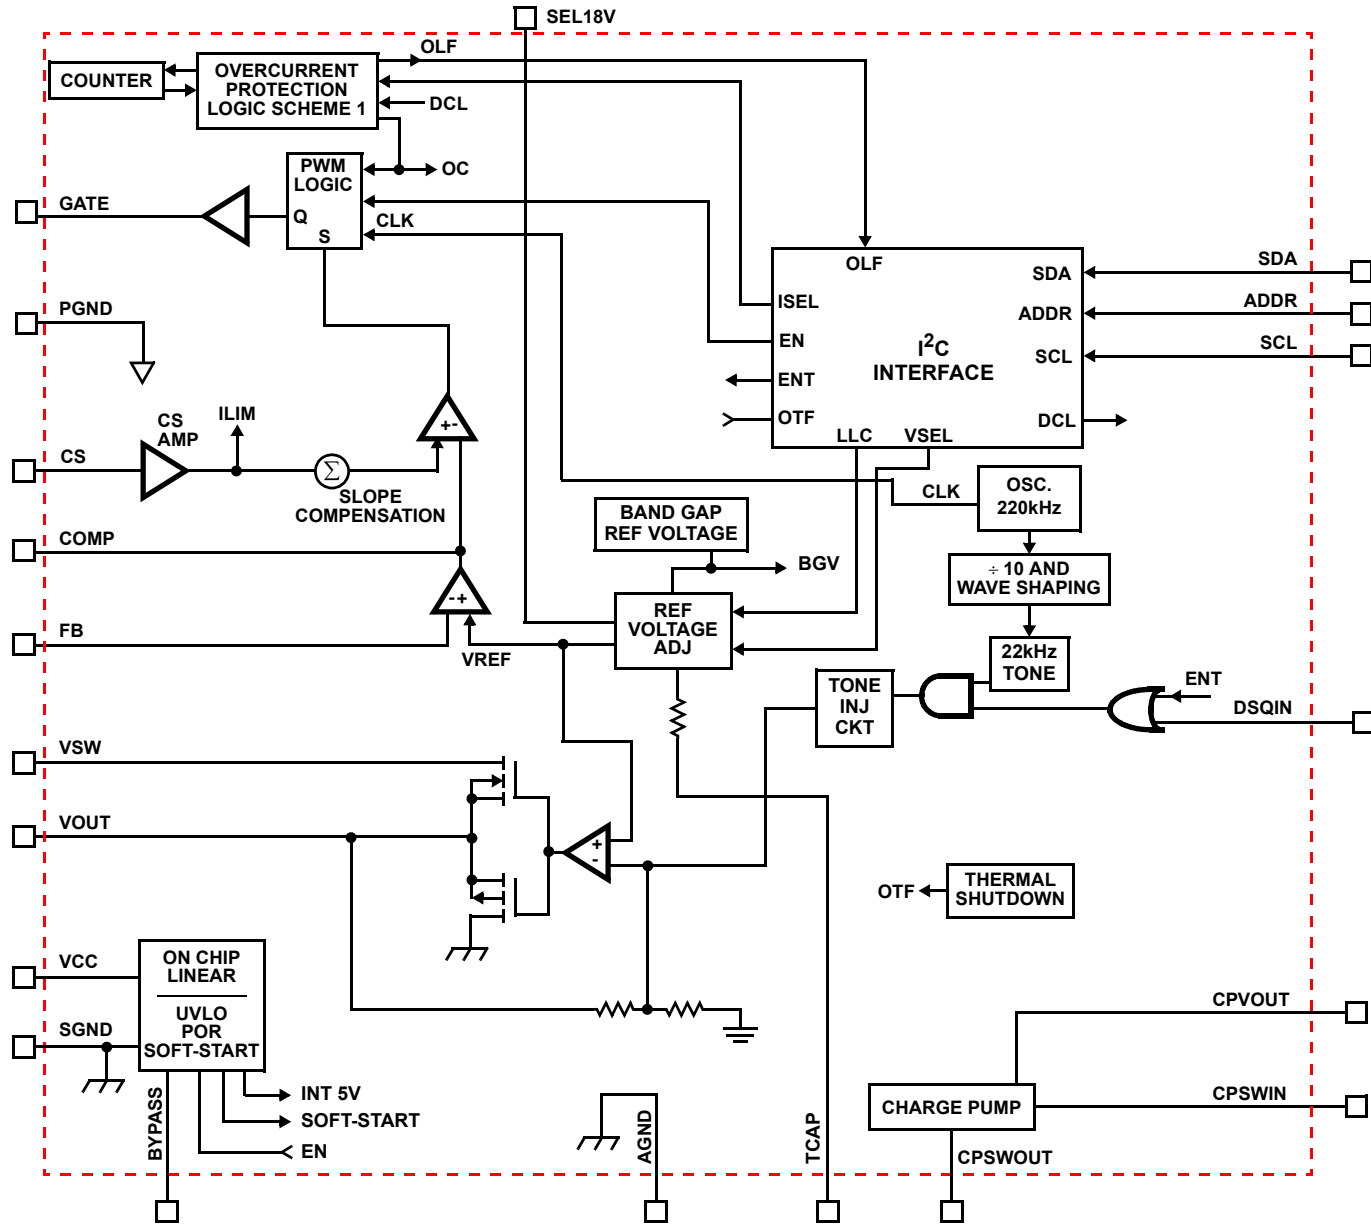 SEL18V
OLF
COUNTER
OVERCURRENT
PROTECTION
LOGIC SCHEME 1
DCL
OC
PWM
LOGIC
Q
S
CLK
GATE
PGND
CS
AMP
ILIM
CS
+-
Σ
SLOPE
COMPENSATION
COMP
-+
FB
VREF
OLF
ISEL
EN
ENT
OTF
I²C
INTERFACE
SDA
ADDR
SCL
DCL
LLC
VSEL
SDA
ADDR
SCL
BAND GAP
REF VOLTAGE
BGV
REF
VOLTAGE
ADJ
CLK
OSC.
220kHz
÷ 10 AND
WAVE SHAPING
22kHz
TONE
TONE
INJ
CKT
ENT
DSQIN
VSW
VOUT
+
-
OTF
THERMAL
SHUTDOWN
VCC
SGND
ON CHIP
LINEAR
UVLO
POR
SOFT-START
INT 5V
SOFT-START
EN
BYPASS
AGND
TCAP
CPVOUT
CPSWIN
CHARGE PUMP
CPSWOUT